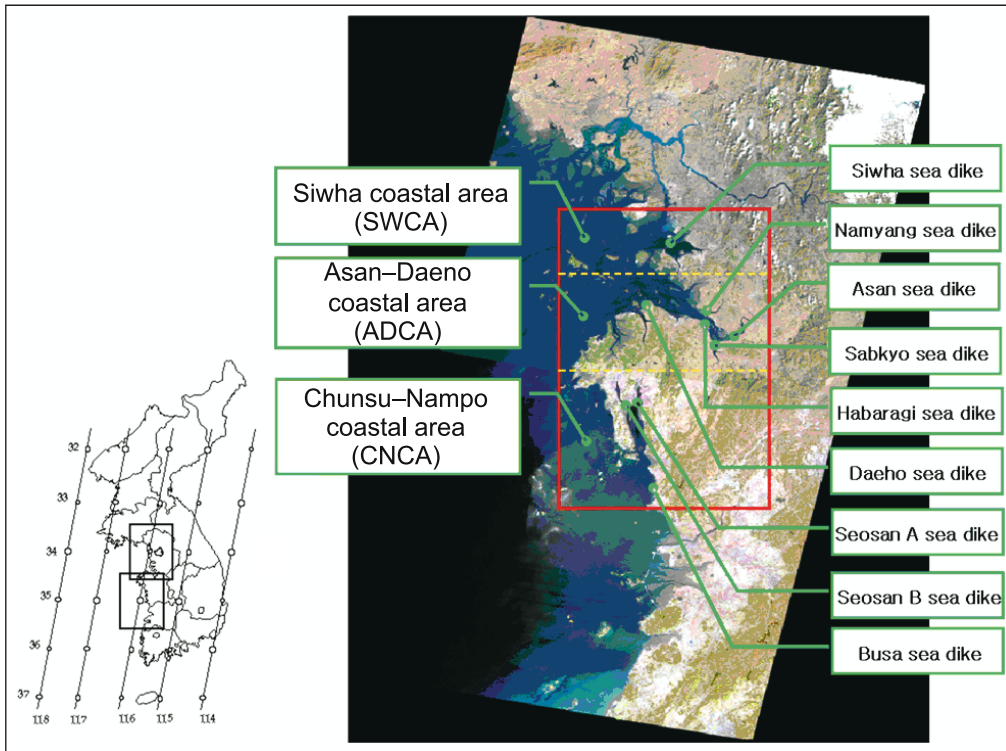 Siwha coastal area
(SWCA)
Asan–Daeno
coastal area
(ADCA)
Chunsu–Nampo
coastal area
(CNCA)
Siwha sea dike
Namyang sea dike
Asan sea dike
Sabkyo sea dike
Habaragi sea dike
Daeho sea dike
Seosan A sea dike
Seosan B sea dike
Busa sea dike
32
33
34
35
36
37
118
117
116
115
114